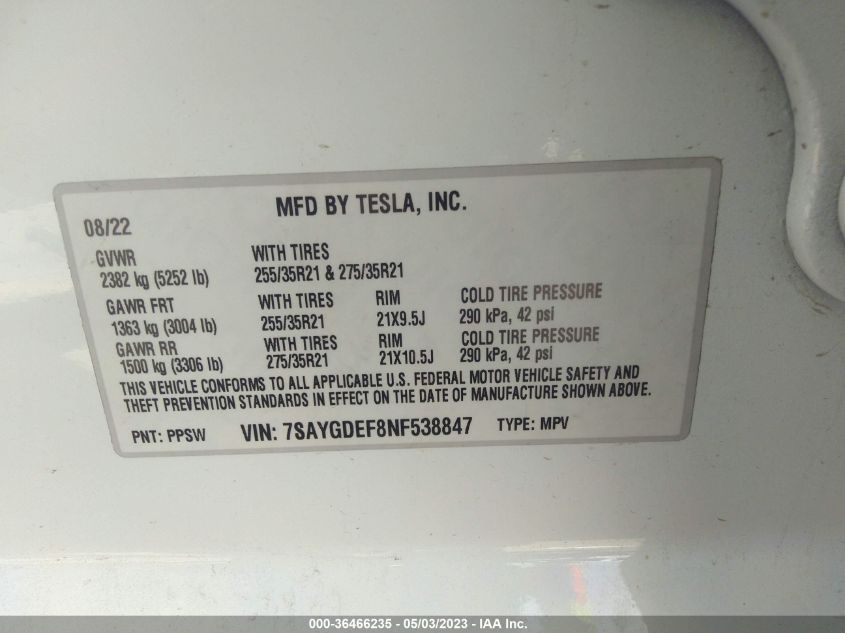 MFD BY TESLA, INC.
08/22
GVWR WITH TIRES
2382 kg (5252 lb) 255/35R21 & 275/35R21
GAWR FRT WITH TIRES RIM COLD TIRE PRESSURE
1363 kg (3004 lb) 255/35R21 21X9.5J 290 kPa, 42 psi
GAWR RR WITH TIRES RIM COLD TIRE PRESSURE
1500 kg (3306 lb) 275/35R21 21X10.5J 290 kPa, 42 psi
THIS VEHICLE CONFORMS TO ALL APPLICABLE U.S. FEDERAL MOTOR VEHICLE SAFETY AND
THEFT PREVENTION STANDARDS IN EFFECT ON THE DATE OF MANUFACTURE SHOWN ABOVE.
PNT: PPSW VIN: 7SAYGDEF8NF538847 TYPE: MPV
000-36466235 - 05/03/2023 - IAA Inc.